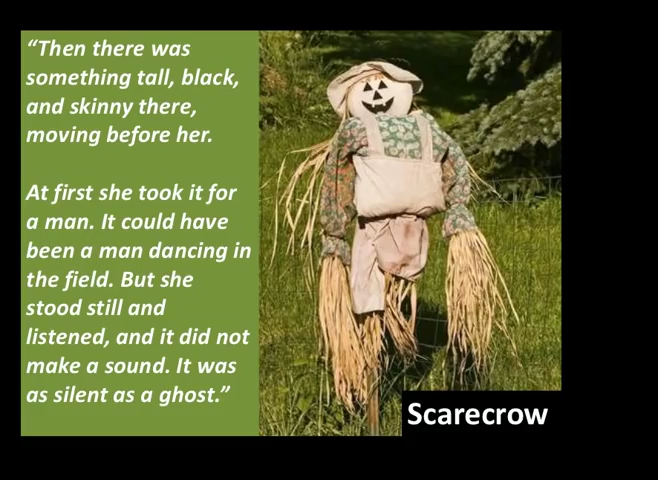 “Then there was
something tall, black,
and skinny there,
moving before her.
At first she took it for
a man. It could have
been a man dancing in
the field. But she
stood still and
listened, and it did not
make a sound. It was
as silent as a ghost.”
Scarecrow